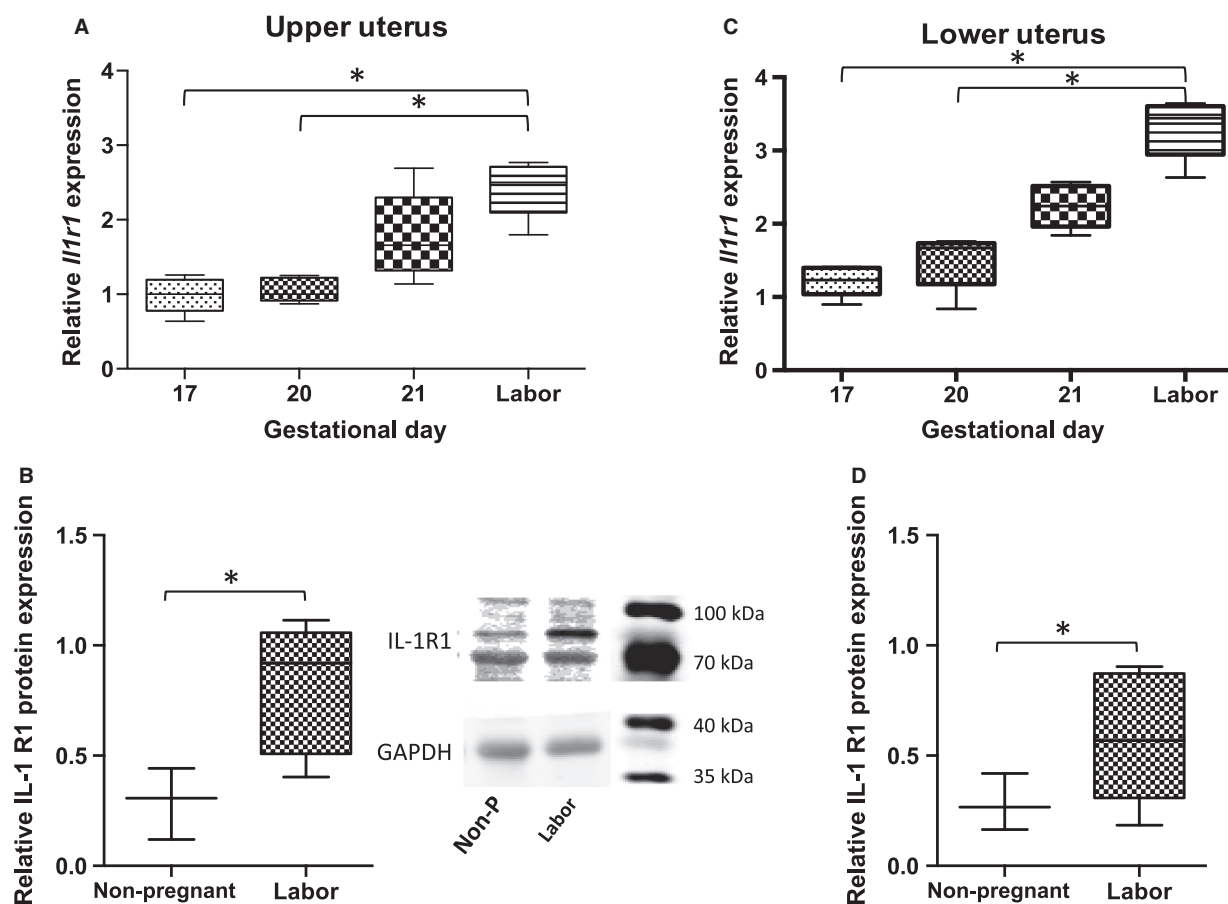 A
Upper uterus
Relative Il1r1 expression
4
3
2
1
0
*
*
17
20
21
Labor
Gestational day
C
Lower uterus
Relative Il1r1 expression
4
3
2
1
0
*
*
17
20
21
Labor
Gestational day
B
Relative IL-1 R1 protein expression
1.5
1.0
0.5
0.0
*
Non-pregnant
Labor
IL-1R1
100 kDa
70 kDa
GAPDH
40 kDa
35 kDa
Non-P
Labor
D
Relative IL-1 R1 protein expression
1.5
1.0
0.5
0.0
*
Non-pregnant
Labor